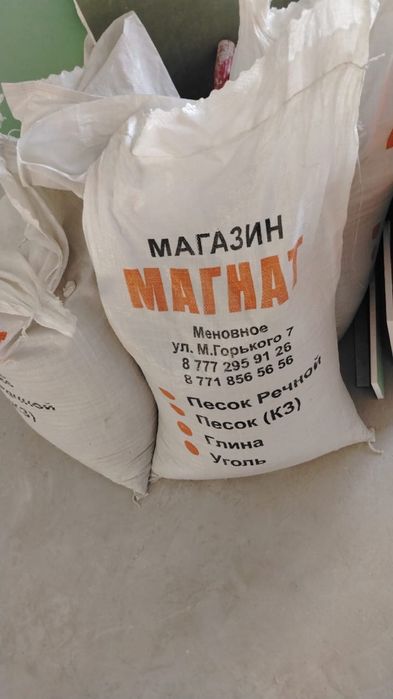 МАГАЗИН
МАГНАТ
Меновное
ул. М.Горького 7
8 777 295 91 26
8 771 856 56 56
Песок Речной
Песок (КЗ)
Глина
Уголь